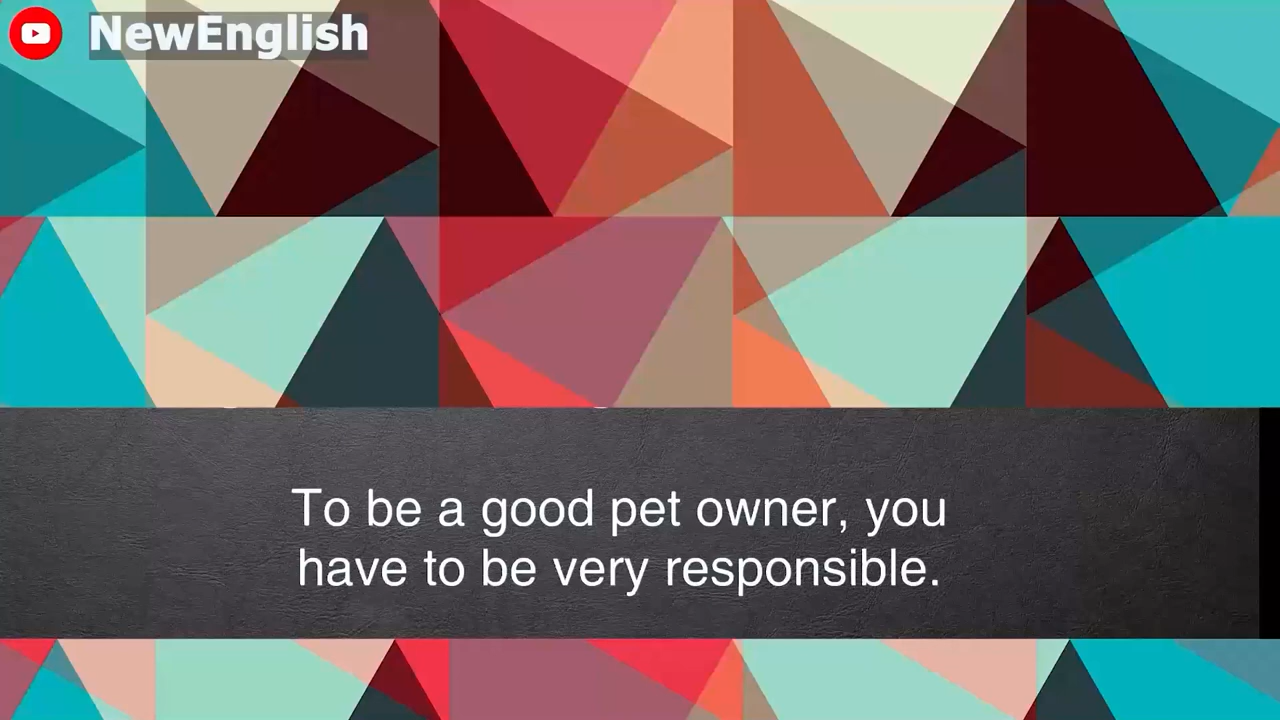 NewEnglish
To be a good pet owner, you
have to be very responsible.